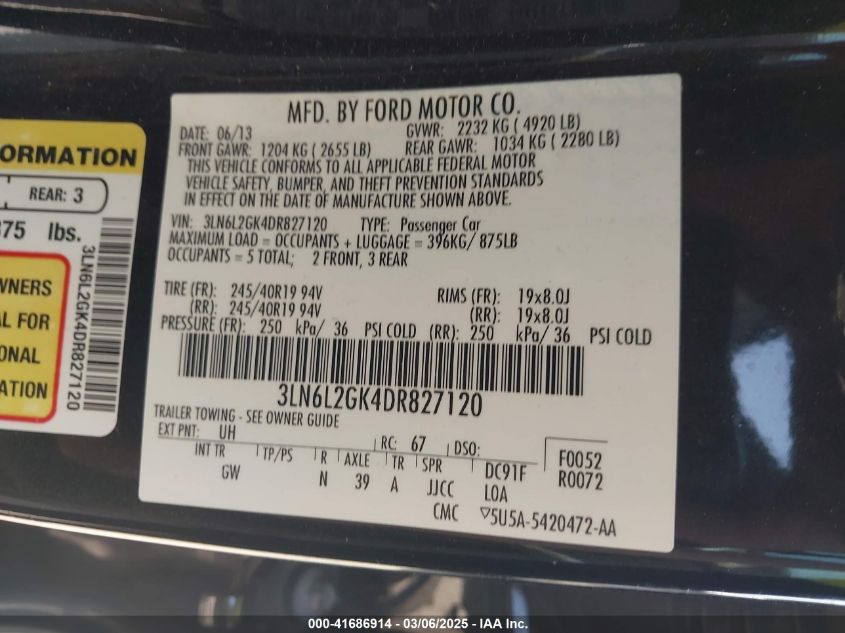 ORMATION
REAR: 3
375 lbs.
WNERS
AL FOR
ONAL
ATION
3LN6L2GK4DR827120
MFD. BY FORD MOTOR CO.
DATE: 06/13 GVWR: 2232 KG ( 4920 LB)
FRONT GAWR: 1204 KG ( 2655 LB) REAR GAWR: 1034 KG ( 2280 LB)
THIS VEHICLE CONFORMS TO ALL APPLICABLE FEDERAL MOTOR
VEHICLE SAFETY, BUMPER, AND THEFT PREVENTION STANDARDS
IN EFFECT ON THE DATE OF MANUFACTURE SHOWN ABOVE.
VIN: 3LN6L2GK4DR827120 TYPE: Passenger Car
MAXIMUM LOAD = OCCUPANTS + LUGGAGE = 396KG/ 875LB
OCCUPANTS = 5 TOTAL; 2 FRONT, 3 REAR
TIRE (FR): 245/40R19 94V RIMS (FR): 19x8.0J
(RR): 245/40R19 94V (RR): 19x8.0J
PRESSURE (FR): 250 kPa/ 36 PSI COLD (RR): 250 kPa/ 36 PSI COLD
3LN6L2GK4DR827120
TRAILER TOWING - SEE OWNER GUIDE
EXT PNT: UH RC: 67 DSO: F0052
INT TR TP/PS R AXLE TR SPR DC91F R0072
GW N 39 A JJCC LOA
CMC ▽5U5A-5420472-AA
000-41686914 - 03/06/2025 - IAA Inc.